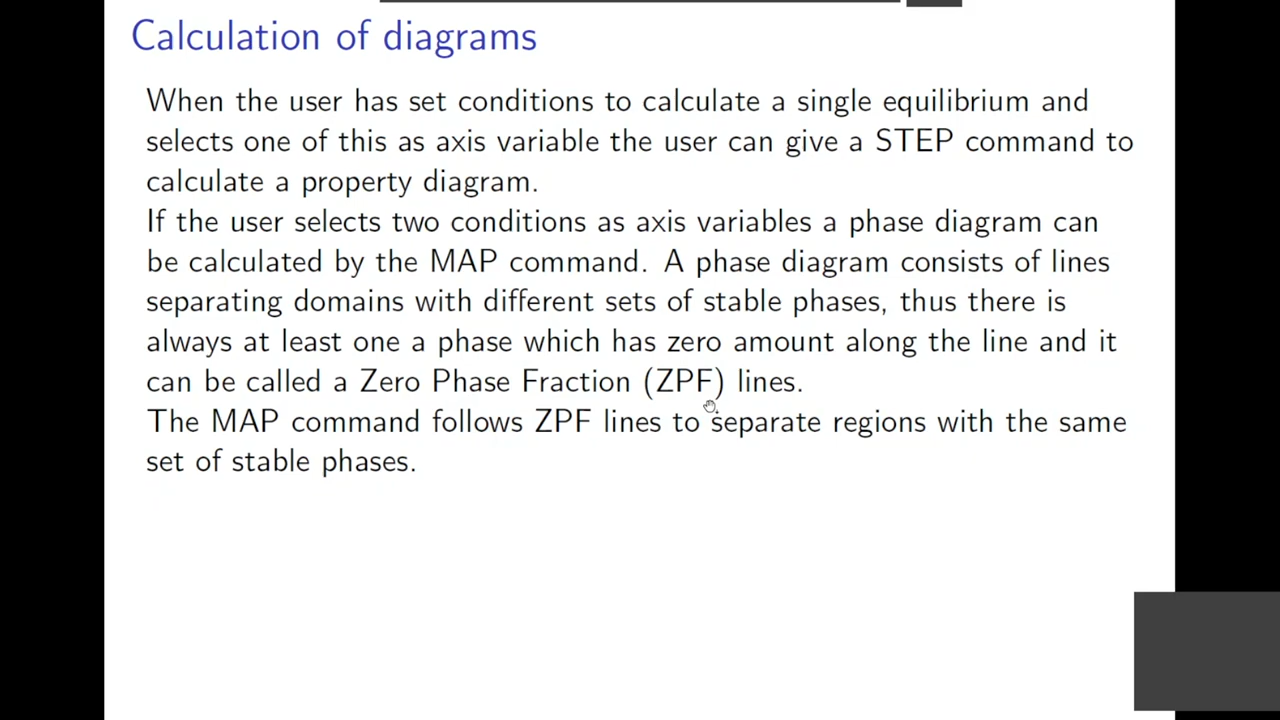 Calculation of diagrams
When the user has set conditions to calculate a single equilibrium and
selects one of this as axis variable the user can give a STEP command to
calculate a property diagram.
If the user selects two conditions as axis variables a phase diagram can
be calculated by the MAP command. A phase diagram consists of lines
separating domains with different sets of stable phases, thus there is
always at least one a phase which has zero amount along the line and it
can be called a Zero Phase Fraction (ZPF) lines.
The MAP command follows ZPF lines to separate regions with the same
set of stable phases.